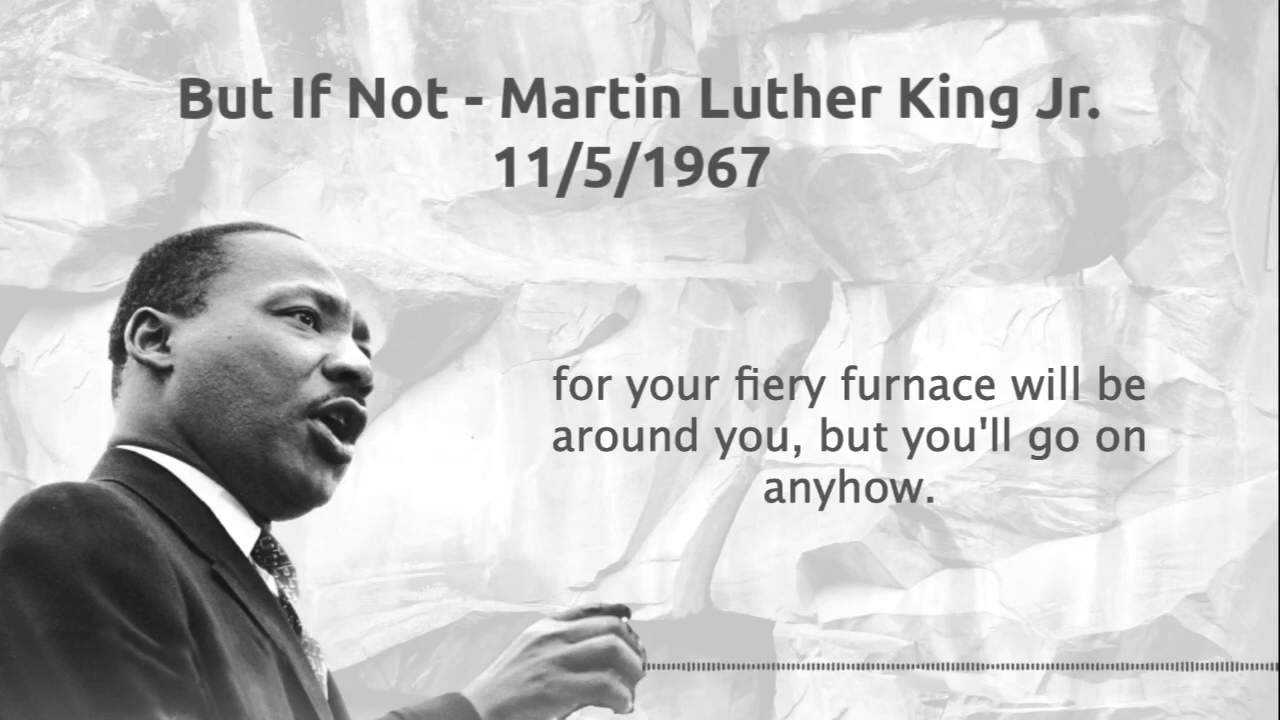 But If Not - Martin Luther King Jr.
11/5/1967
for your fiery furnace will be
around you, but you'll go on
anyhow.